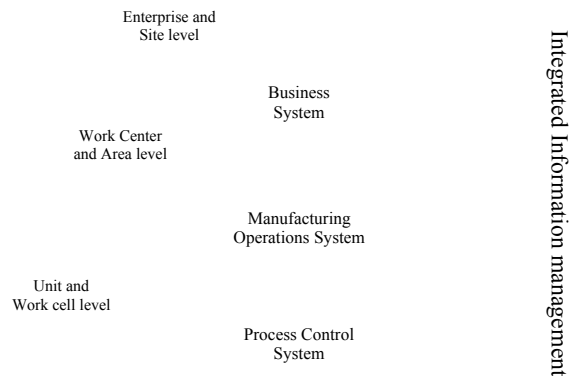 Enterprise and
Site level
Business
System
Work Center
and Area level
Manufacturing
Operations System
Unit and
Work cell level
Process Control
System
Integrated Information management